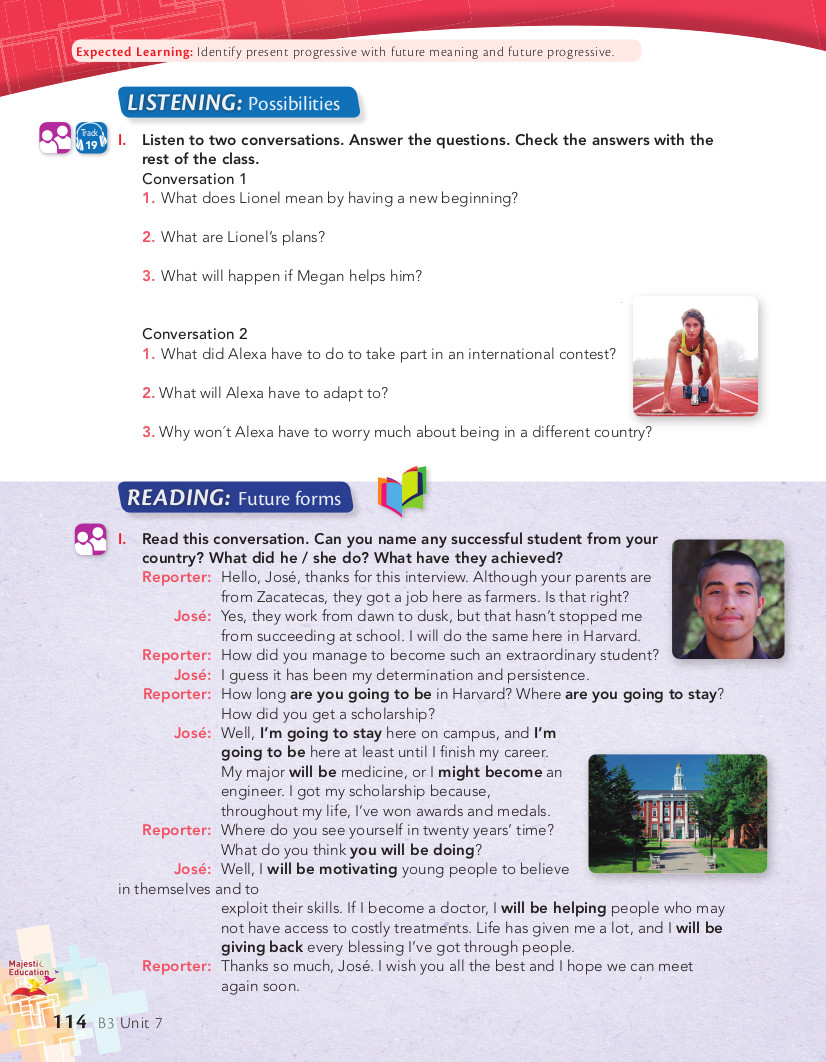 Expected Learning: Identify present progressive with future meaning and future progressive.
LISTENING: Possibilities
Track
19
I. Listen to two conversations. Answer the questions. Check the answers with the
rest of the class.
Conversation 1
1. What does Lionel mean by having a new beginning?
2. What are Lionel’s plans?
3. What will happen if Megan helps him?
Conversation 2
1. What did Alexa have to do to take part in an international contest?
2. What will Alexa have to adapt to?
3. Why won´t Alexa have to worry much about being in a different country?
READING: Future forms
I. Read this conversation. Can you name any successful student from your
country? What did he / she do? What have they achieved?
Reporter: Hello, José, thanks for this interview. Although your parents are
from Zacatecas, they got a job here as farmers. Is that right?
José: Yes, they work from dawn to dusk, but that hasn’t stopped me
from succeeding at school. I will do the same here in Harvard.
Reporter: How did you manage to become such an extraordinary student?
José: I guess it has been my determination and persistence.
Reporter: How long are you going to be in Harvard? Where are you going to stay?
How did you get a scholarship?
José: Well, I’m going to stay here on campus, and I’m
going to be here at least until I finish my career.
My major will be medicine, or I might become an
engineer. I got my scholarship because,
throughout my life, I’ve won awards and medals.
Reporter: Where do you see yourself in twenty years’ time?
What do you think you will be doing?
José: Well, I will be motivating young people to believe
in themselves and to
exploit their skills. If I become a doctor, I will be helping people who may
not have access to costly treatments. Life has given me a lot, and I will be
giving back every blessing I’ve got through people.
Reporter: Thanks so much, José. I wish you all the best and I hope we can meet
again soon.
Majestic
Education
114 B3 Unit 7